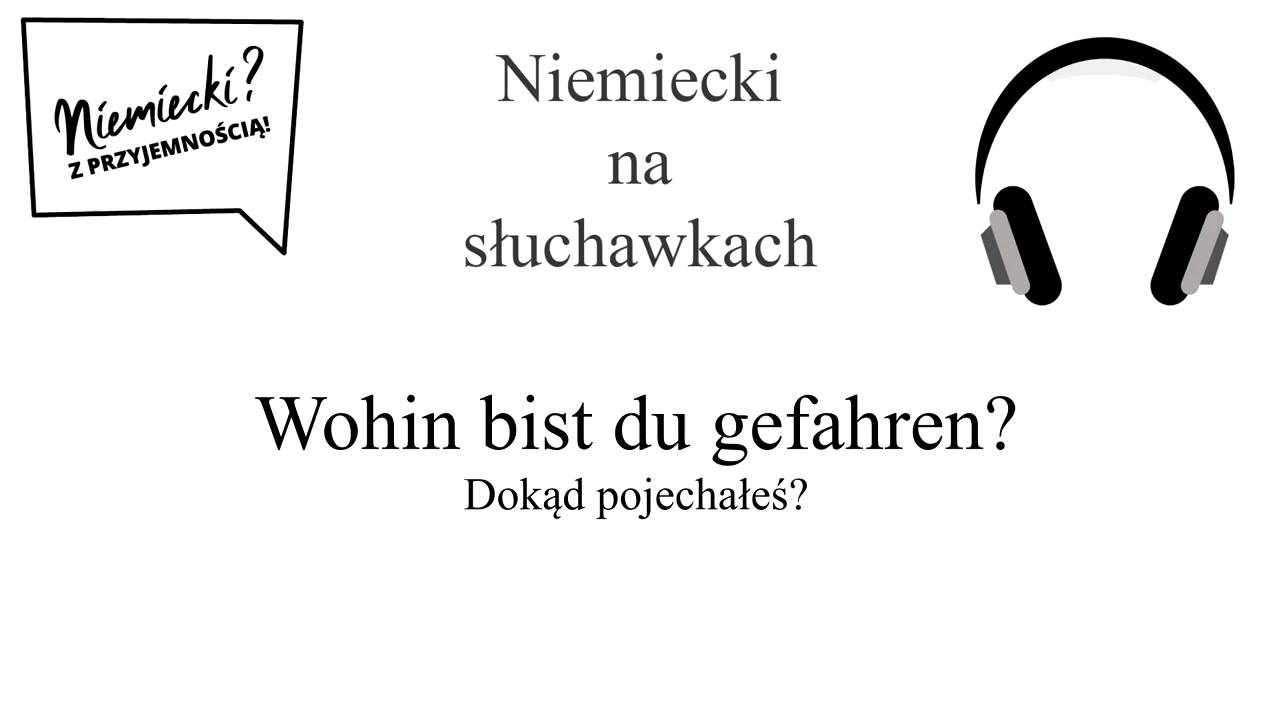 Niemiecki?
Z PRZYJEMNOŚCIĄ!
Niemiecki
na
słuchawkach
Wohin bist du gefahren?
Dokąd pojechałeś?